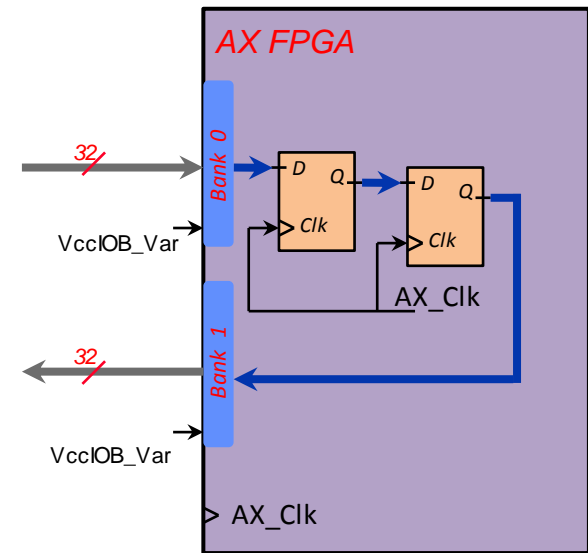 AX FPGA
32
Bank 0
D
Q
Clk
D
Q
Clk
VccIOB_Var
AX_Clk
32
Bank 1
VccIOB_Var
AX_Clk